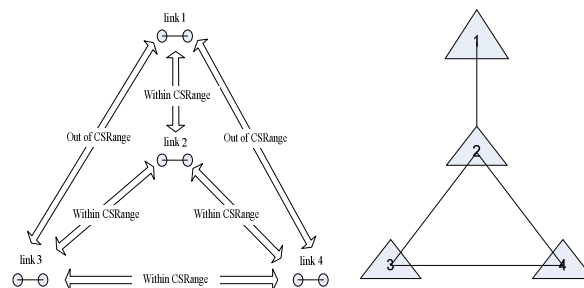 link 1
Within CSRange
Out of CSRange
Out of CSRange
link 2
Within CSRange
Within CSRange
link 3
link 4
Within CSRange
1
2
3
4